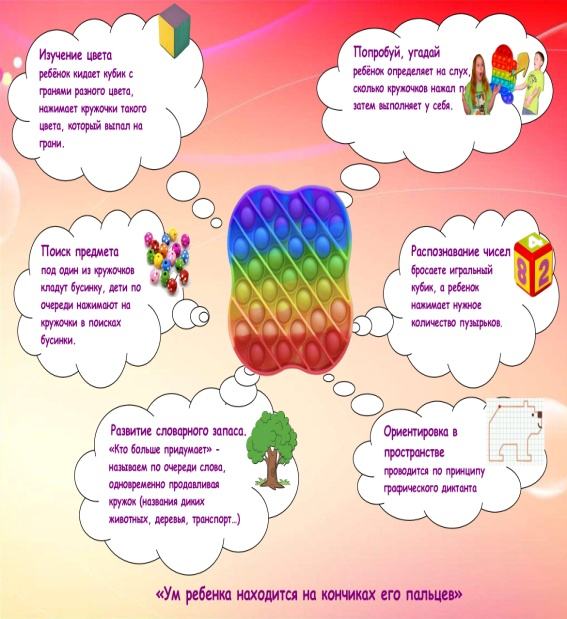 Изучение цвета
ребёнок кидает кубик с
гранями разного цвета,
нажимает кружочки такого
цвета, который выпал на
грани.
Попробуй, угадай
ребёнок определяет на слух,
сколько кружочков нажал
затем выполняет у себя.
Поиск предмета
под один из кружочков
кладут бусинку, дети по
очереди нажимают на
кружочки в поисках
бусинки.
Распознавание чисел
бросаете игральный
кубик, а ребенок
нажимает нужное
количество пузырьков.
4
8 2
Развитие словарного запаса.
«Кто больше придумает» -
называем по очереди слова,
одновременно продавливая
кружок (названия диких
животных, деревья, транспорт…)
Ориентировка в
пространстве
проводится по принципу
графического диктанта
«Ум ребенка находится на кончиках его пальцев»